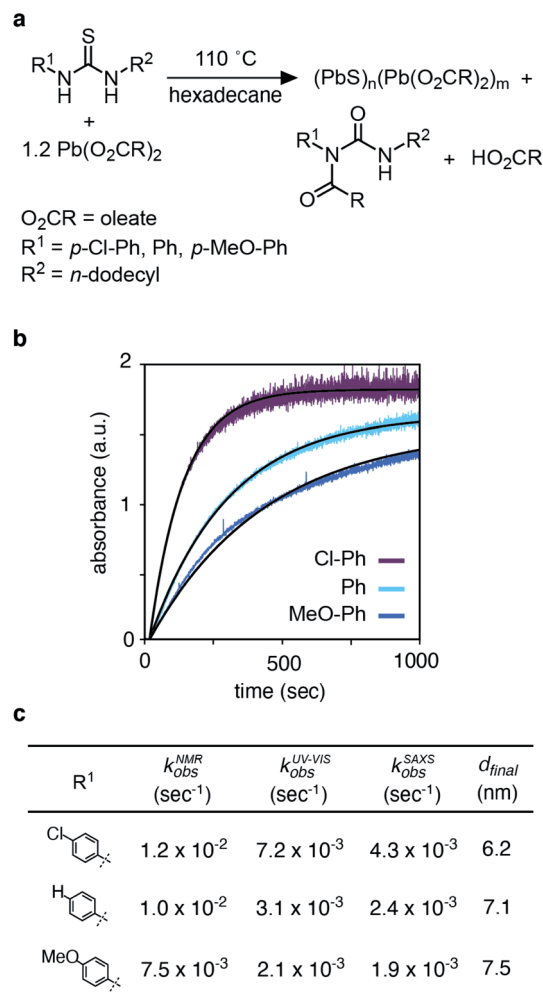 a
S
R1 N H N H R2
110 °C
hexadecane
(PbS)n(Pb(O2CR)2)m +
+
1.2 Pb(O2CR)2
O
R1 N N H R2
O R
+ HO2CR
O2CR = oleate
R1 = p-Cl-Ph, Ph, p-MeO-Ph
R2 = n-dodecyl
b
absorbance (a.u.)
2
1
0
Cl-Ph
Ph
MeO-Ph
0 500 1000
time (sec)
c
R1 kobsNMR (sec-1) kobsUV-VIS (sec-1) kobsSAXS (sec-1) dfinal (nm)
Cl 1.2 x 10-2 7.2 x 10-3 4.3 x 10-3 6.2
H 1.0 x 10-2 3.1 x 10-3 2.4 x 10-3 7.1
MeO 7.5 x 10-3 2.1 x 10-3 1.9 x 10-3 7.5